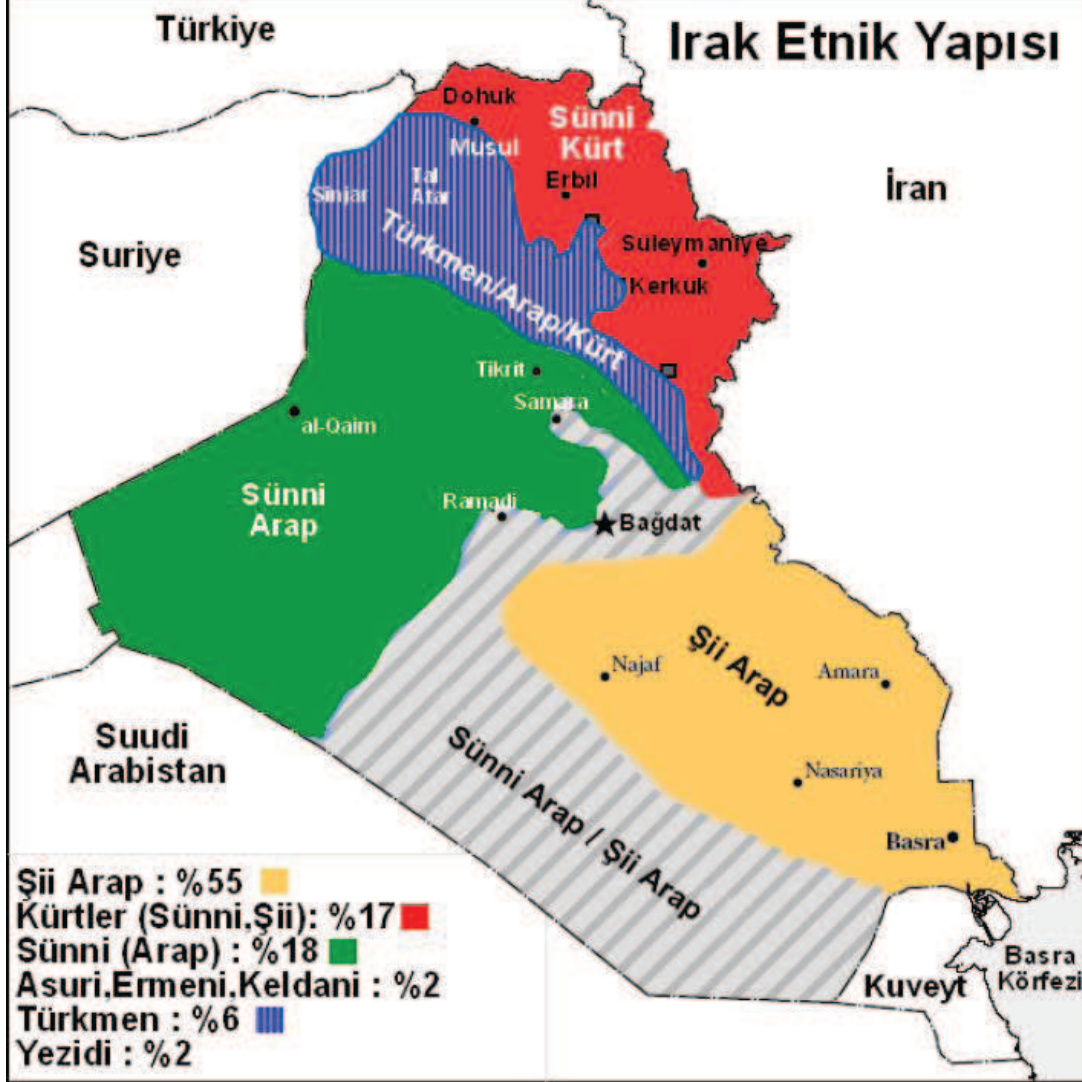 Türkiye
Irak Etnik Yapısı
Dohuk
Sünni
Kürt
Musul
İran
Tal
Afar
Sinjar
Erbil
Suriye
Süleymaniye
Kerkuk
Türkmen/Arap/Kürt
Tikrit
Samara
al-Qaim
Sünni
Arap
Ramadi
Bağdat
Şii Arap
Najaf
Amara
Suudi
Arabistan
Sünni Arap / Şii Arap
Nasariya
Basra
Şii Arap : %55
Kürtler (Sünni,Şii): %17
Sünni (Arap) : %18
Asuri,Ermeni,Keldani : %2
Türkmen : %6
Yezidi : %2
Kuveyt
Basra
Körfezi